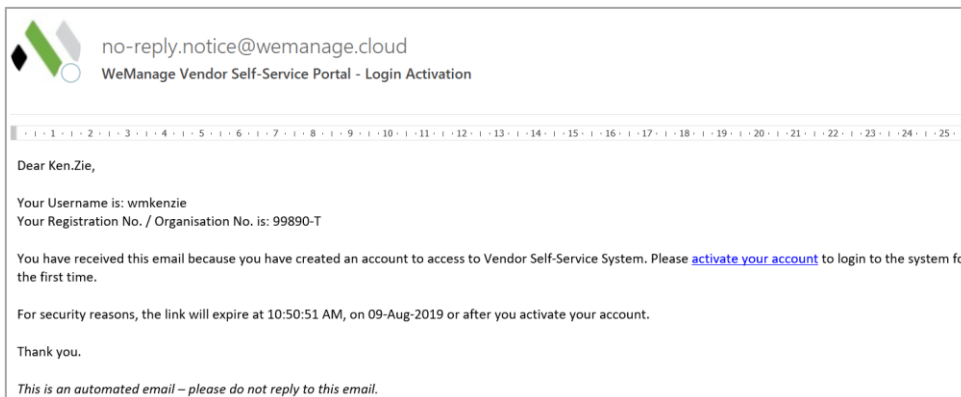 no-reply.notice@wemanage.cloud
WeManage Vendor Self-Service Portal - Login Activation
1 2 3 4 5 6 7 8 9 10 11 12 13 14 15 16 17 18 19 20 21 22 23 24 25
Dear Ken.Zie,
Your Username is: wmkenzie
Your Registration No. / Organisation No. is: 99890-T
You have received this email because you have created an account to access to Vendor Self-Service System. Please activate your account to login to the system
the first time.
For security reasons, the link will expire at 10:50:51 AM, on 09-Aug-2019 or after you activate your account.
Thank you.
This is an automated email – please do not reply to this email.